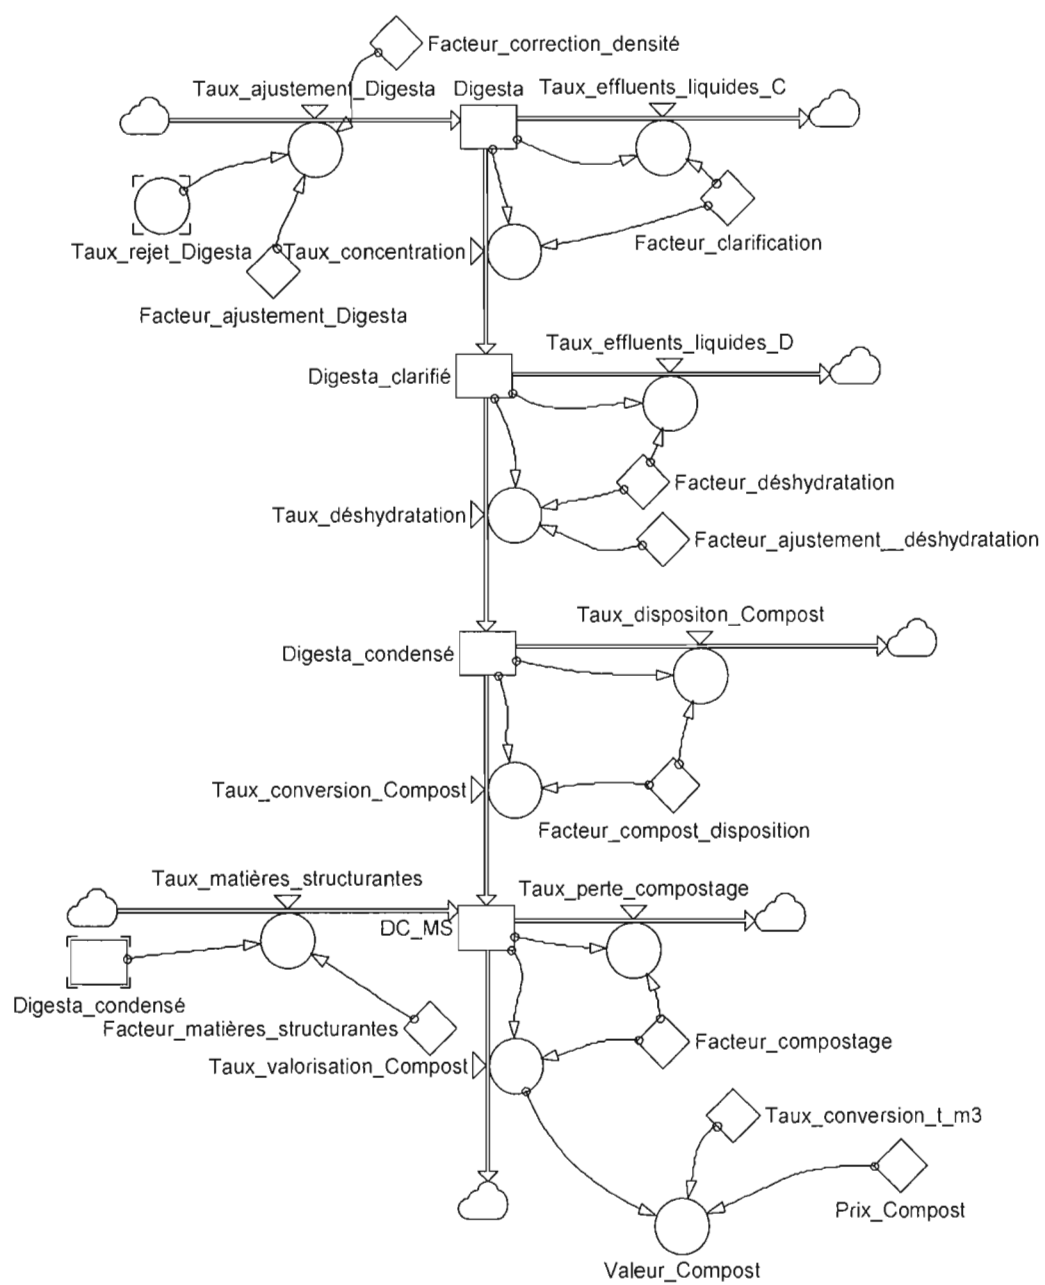 Facteur_correction_densité
Taux_ajustement_Digesta
Digesta
Taux_effluents_liquides_C
Taux_rejet_Digesta
Taux_concentration
Facteur_clarification
Facteur_ajustement_Digesta
Taux_effluents_liquides_D
Digesta_clarifié
Facteur_déshydratation
Taux_déshydratation
Facteur_ajustement__déshydratation
Taux_dispositon_Compost
Digesta_condensé
Taux_conversion_Compost
Facteur_compost_disposition
Taux_matières_structurantes
Taux_perte_compostage
DC_MS
Digesta_condensé
Facteur_matières_structurantes
Facteur_compostage
Taux_valorisation_Compost
Taux_conversion_t_m3
Prix_Compost
Valeur_Compost